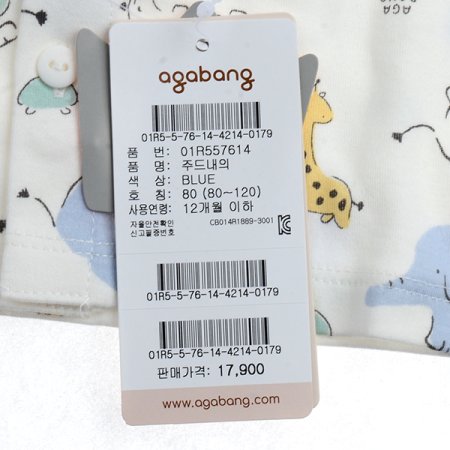 agabang
01R5-5-76-14-4214-0179
품 번: 01R557614
품 명: 주드내의
색 상: BLUE
호 칭: 80 (80~120)
사용연령: 12개월 이하
자율안전확인
신고필증번호 CB014R1889-3001
01R5-5-76-14-4214-0179
01R5-5-76-14-4214-0179
판매가격: 17,900
www.agabang.com